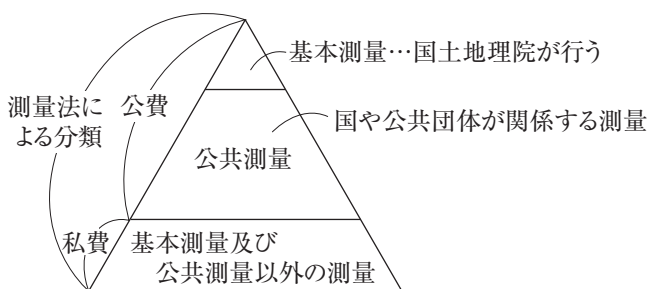 基本測量…国土地理院が行う
測量法に
よる分類
公費
国や公共団体が関係する測量
公共測量
私費
基本測量及び
公共測量以外の測量